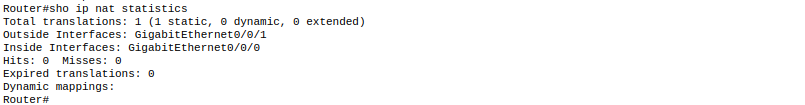 Router#sho ip nat statistics
Total translations: 1 (1 static, 0 dynamic, 0 extended)
Outside Interfaces: GigabitEthernet0/0/1
Inside Interfaces: GigabitEthernet0/0/0
Hits: 0  Misses: 0
Expired translations: 0
Dynamic mappings:
Router#